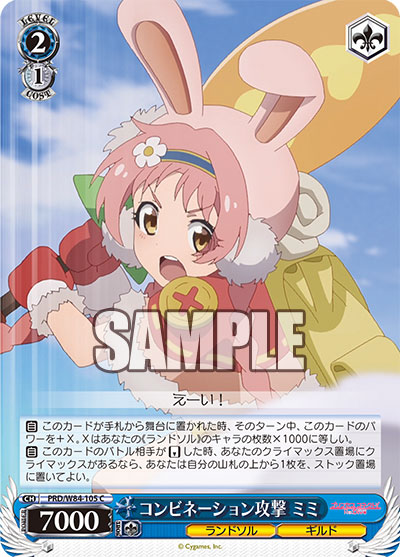 LEVEL
2
1
COST
SAMPLE
えーい!
自 このカードが手札から舞台に置かれた時、そのターン中、このカードのパ
ワーを+X。Xはあなたの《ランドソル》のキャラの枚数×1000に等しい。
自 このカードのバトル相手が【】した時、あなたのクライマックス置場にク
ライマックスがあるなら、あなたは自分の山札の上から1枚を、ストック置
場に置いてよい。
CH
PRD/W84-105 C
コンビネーション攻撃 ミミ
POWER
7000
SOUL
ランドソル
ギルド
© Cygames, Inc.